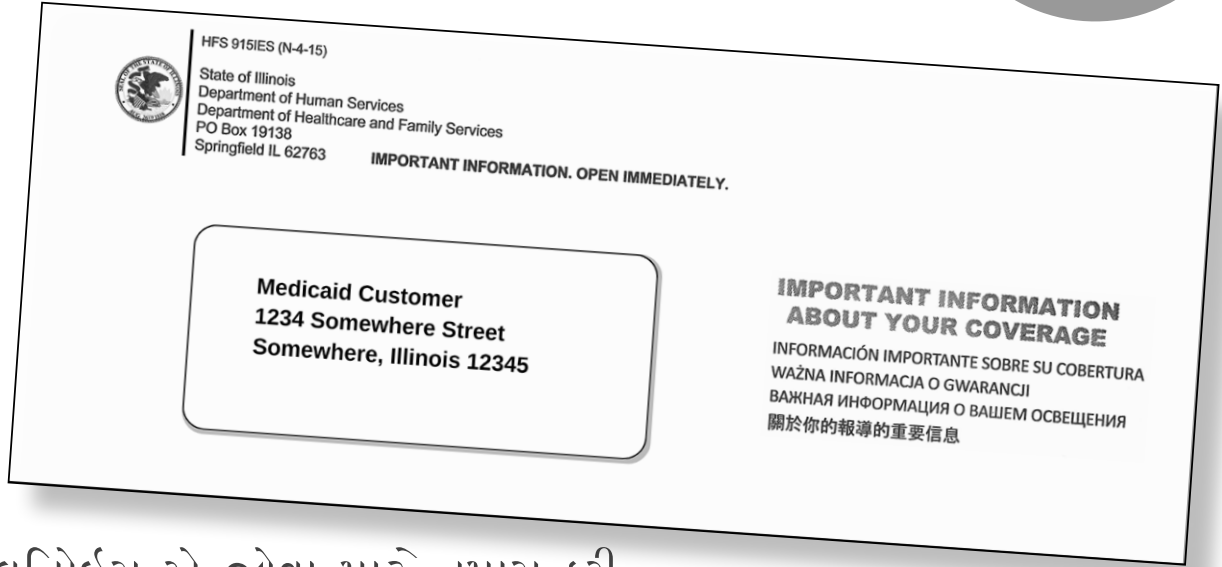 HFS 915IES (N-4-15)
State of Illinois
Department of Human Services
Department of Healthcare and Family Services
PO Box 19138
Springfield IL 62763
IMPORTANT INFORMATION. OPEN IMMEDIATELY.
Medicaid Customer
1234 Somewhere Street
Somewhere, Illinois 12345
IMPORTANT INFORMATION
ABOUT YOUR COVERAGE
INFORMACIÓN IMPORTANTE SOBRE SU COBERTURA
WAŻNA INFORMACJA O GWARANCJI
ВАЖНАЯ ИНФОРМАЦИЯ О ВАШЕМ ОСВЕЩЕНИЯ
關於你的報導的重要信息